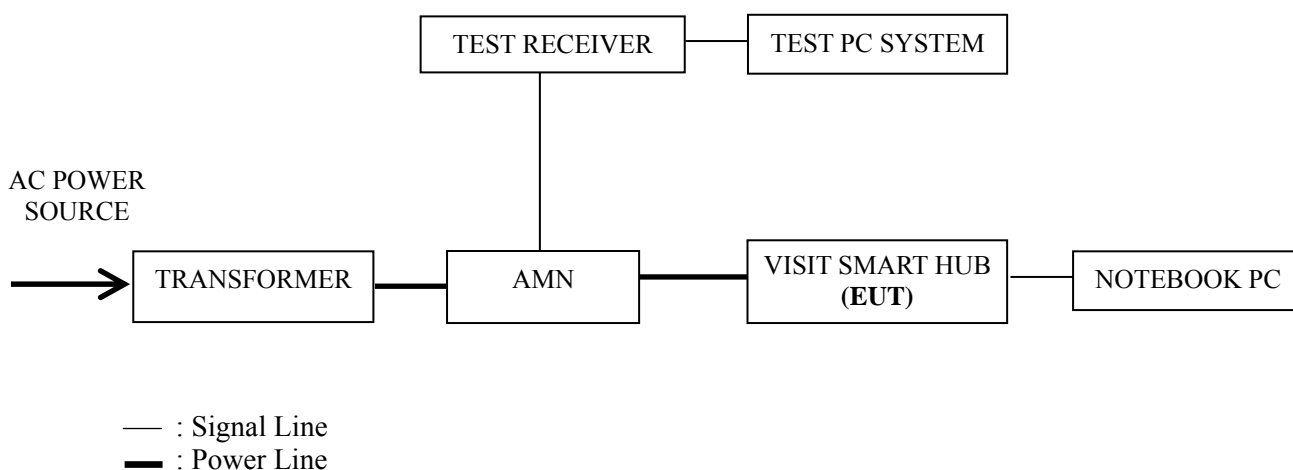 TEST RECEIVER
TEST PC SYSTEM
AC POWER
SOURCE
TRANSFORMER
AMN
VISIT SMART HUB
(EUT)
NOTEBOOK PC
: Signal Line
: Power Line